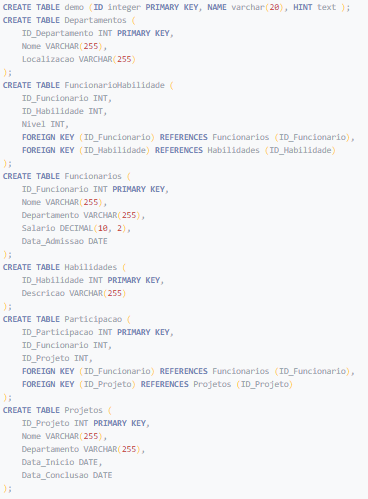 CREATE TABLE demo (ID integer PRIMARY KEY, NAME varchar(20), HINT text );
CREATE TABLE Departamentos (
ID_Departamento INT PRIMARY KEY,
Nome VARCHAR(255),
Localizacao VARCHAR(255)
);
CREATE TABLE FuncionarioHabilidade (
ID_Funcionario INT,
ID_Habilidade INT,
Nivel INT,
FOREIGN KEY (ID_Funcionario) REFERENCES Funcionarios (ID_Funcionario),
FOREIGN KEY (ID_Habilidade) REFERENCES Habilidades (ID_Habilidade)
);
CREATE TABLE Funcionarios (
ID_Funcionario INT PRIMARY KEY,
Nome VARCHAR(255),
Departamento VARCHAR(255),
Salario DECIMAL(10, 2),
Data_Admissao DATE
);
CREATE TABLE Habilidades (
ID_Habilidade INT PRIMARY KEY,
Descricao VARCHAR(255)
);
CREATE TABLE Participacao (
ID_Participacao INT PRIMARY KEY,
ID_Funcionario INT,
ID_Projeto INT,
FOREIGN KEY (ID_Funcionario) REFERENCES Funcionarios (ID_Funcionario),
FOREIGN KEY (ID_Projeto) REFERENCES Projetos (ID_Projeto)
);
CREATE TABLE Projetos (
ID_Projeto INT PRIMARY KEY,
Nome VARCHAR(255),
Departamento VARCHAR(255),
Data_Inicio DATE,
Data_Conclusao DATE
);